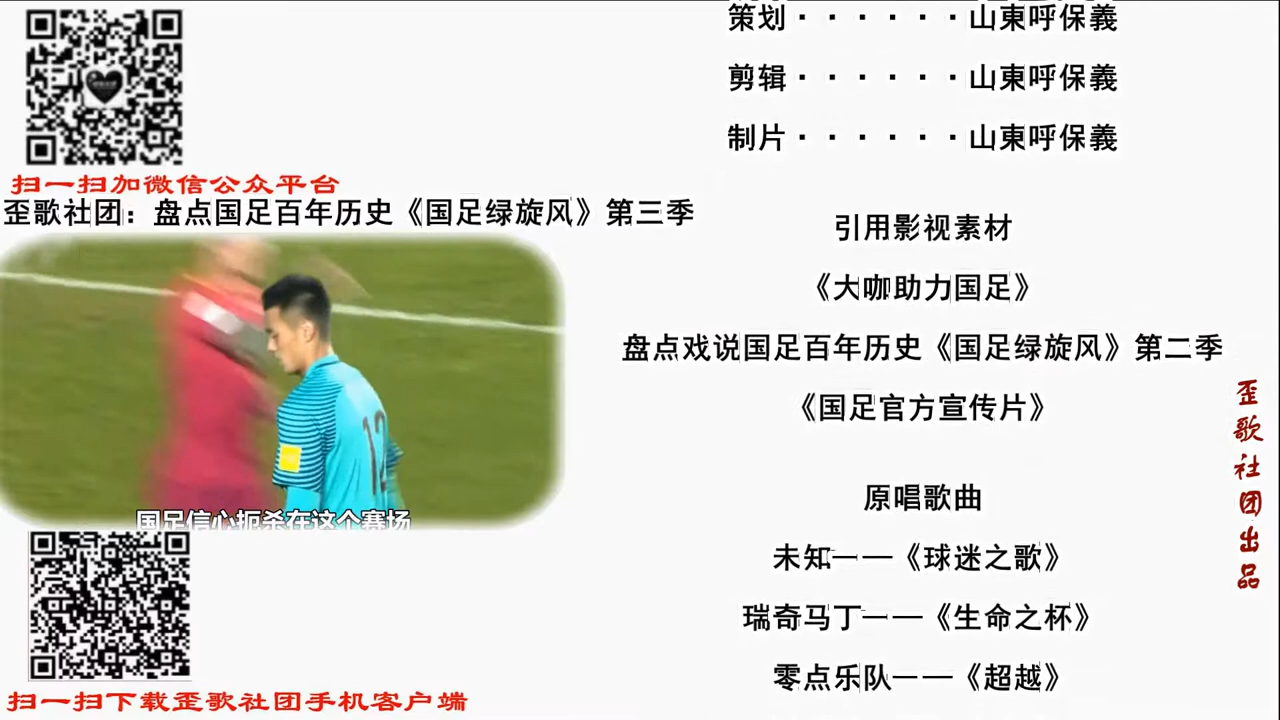 扫一扫加微信公众平台
歪歌社团：盘点国足百年历史《国足绿旋风》第三季
12
国足信心扼杀在这个赛场
扫一扫下载歪歌社团手机客户端
策划······山東呼保義
剪辑······山東呼保義
制片······山東呼保義
引用影视素材
《大咖助力国足》
盘点戏说国足百年历史《国足绿旋风》第二季
《国足官方宣传片》
原唱歌曲
未知——《球迷之歌》
瑞奇马丁——《生命之杯》
零点乐队——《超越》
歪歌社团出品